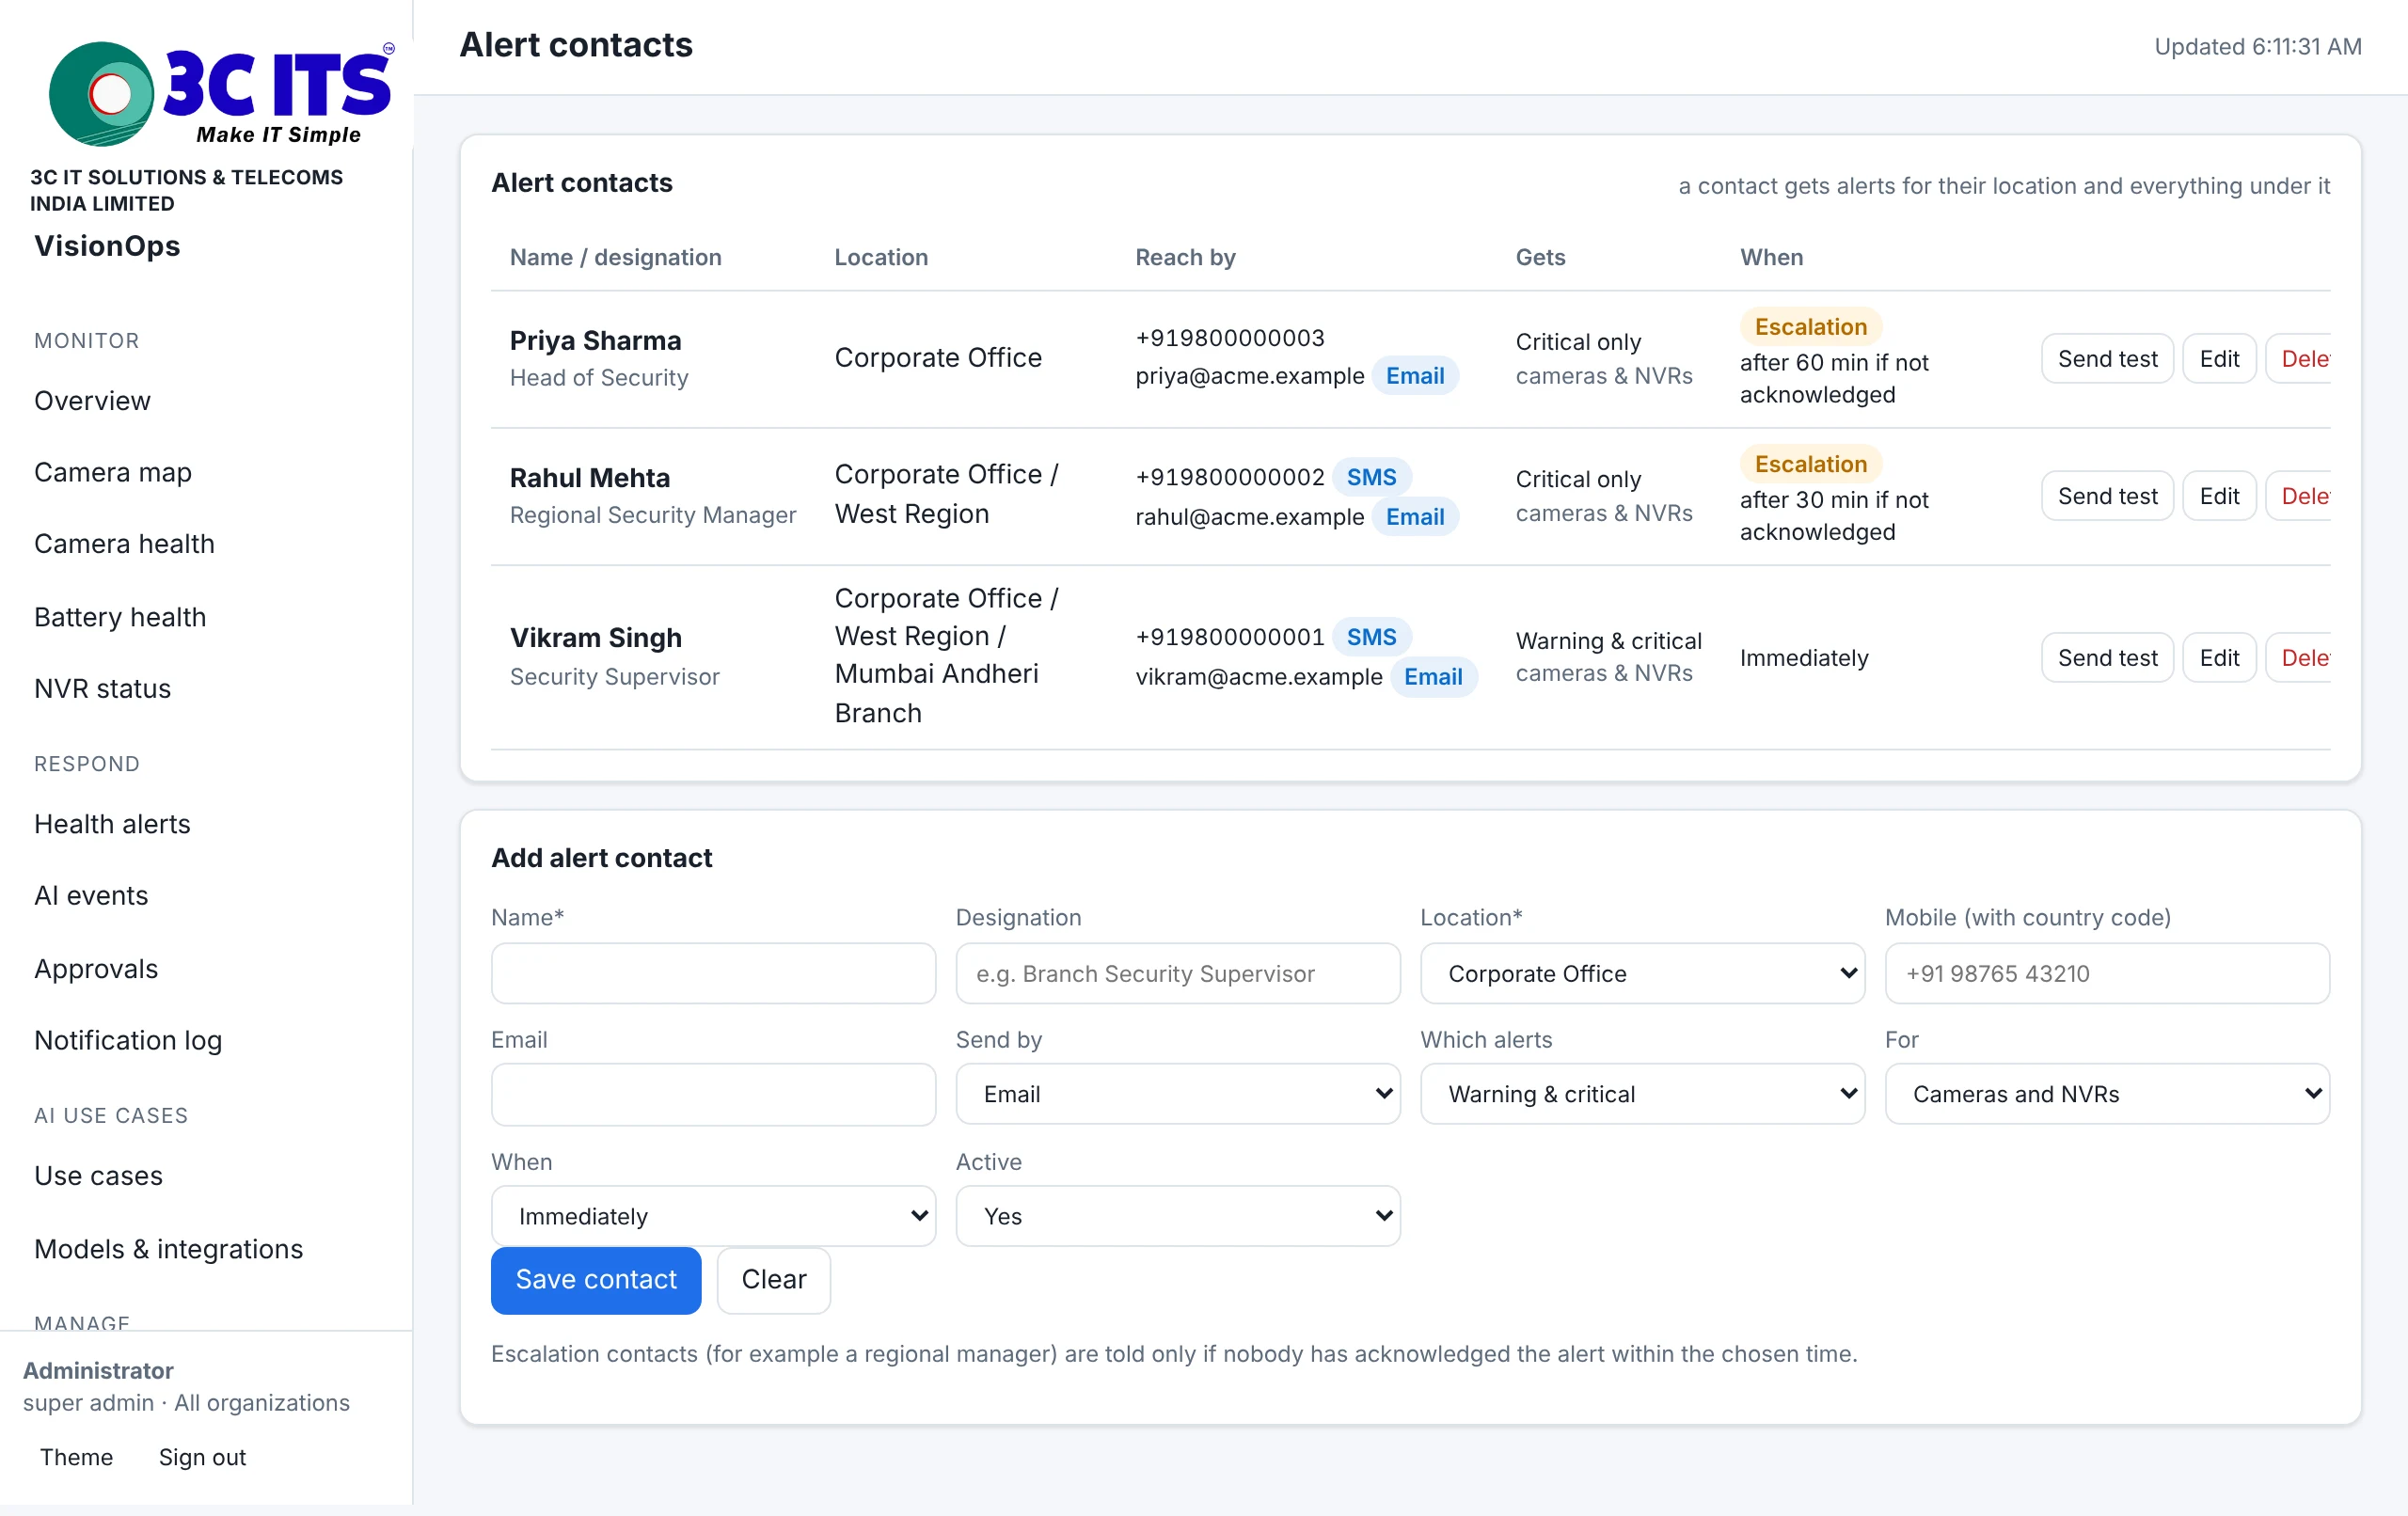 3C ITS
TM
Make IT Simple
3C IT SOLUTIONS & TELECOMS
INDIA LIMITED
VisionOps
MONITOR
Overview
Camera map
Camera health
Battery health
NVR status
RESPOND
Health alerts
AI events
Approvals
Notification log
AI USE CASES
Use cases
Models & integrations
MANAGE
Administrator
super admin · All organizations
Theme Sign out
Alert contacts
Updated 6:11:31 AM
Alert contacts
a contact gets alerts for their location and everything under it
Name / designation Location Reach by Gets When
Priya Sharma
Head of Security
Corporate Office
+919800000003
priya@acme.example Email
Critical only
cameras & NVRs
Escalation
after 60 min if not
acknowledged
Send test Edit Delet
Rahul Mehta
Regional Security Manager
Corporate Office /
West Region
+919800000002 SMS
rahul@acme.example Email
Critical only
cameras & NVRs
Escalation
after 30 min if not
acknowledged
Send test Edit Delet
Vikram Singh
Security Supervisor
Corporate Office /
West Region /
Mumbai Andheri
Branch
+919800000001 SMS
vikram@acme.example Email
Warning & critical
cameras & NVRs
Immediately
Send test Edit Delet
Add alert contact
Name* Designation Location* Mobile (with country code)
e.g. Branch Security Supervisor Corporate Office +91 98765 43210
Email Send by Which alerts For
Email Warning & critical Cameras and NVRs
When Active
Immediately Yes
Save contact Clear
Escalation contacts (for example a regional manager) are told only if nobody has acknowledged the alert within the chosen time.